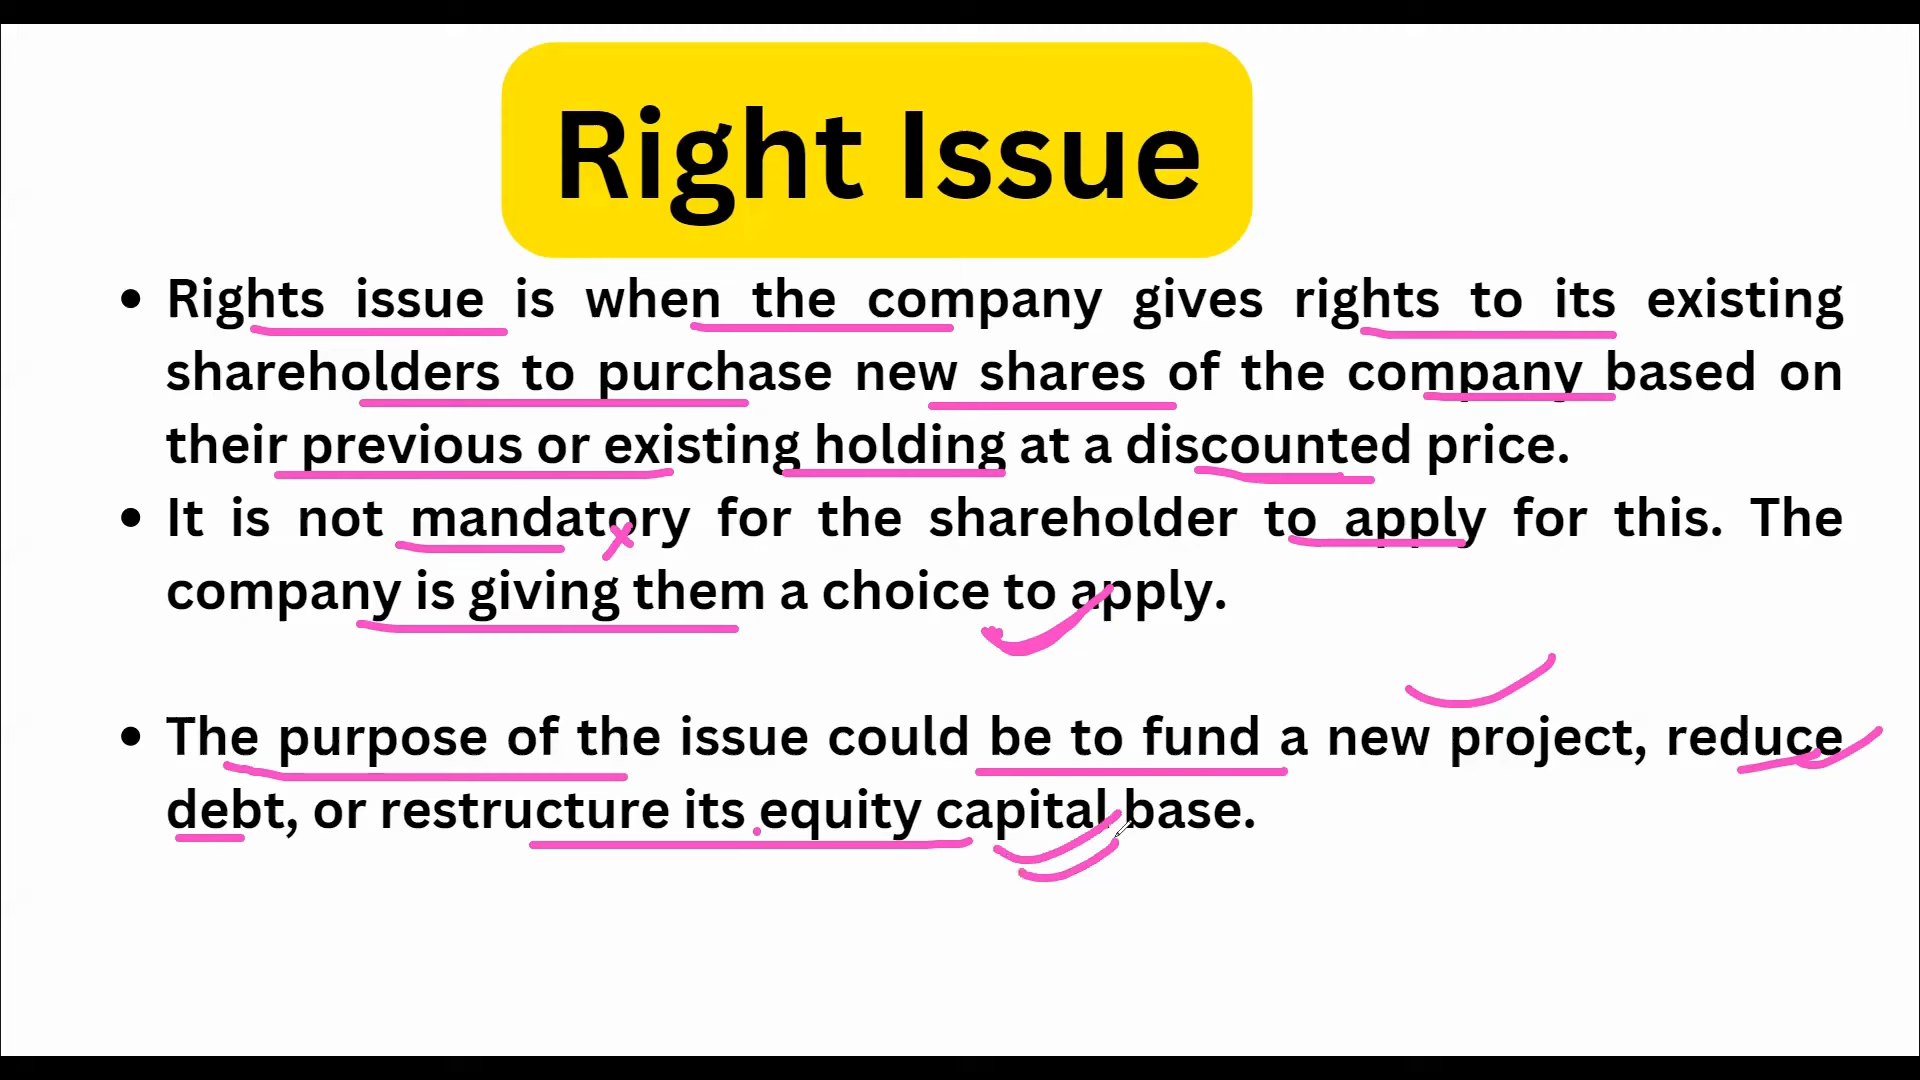 Right Issue
• Rights issue is when the company gives rights to its existing
shareholders to purchase new shares of the company based on
their previous or existing holding at a discounted price.
• It is not mandatory for the shareholder to apply for this. The
company is giving them a choice to apply.
• The purpose of the issue could be to fund a new project, reduce
debt, or restructure its equity capital base.